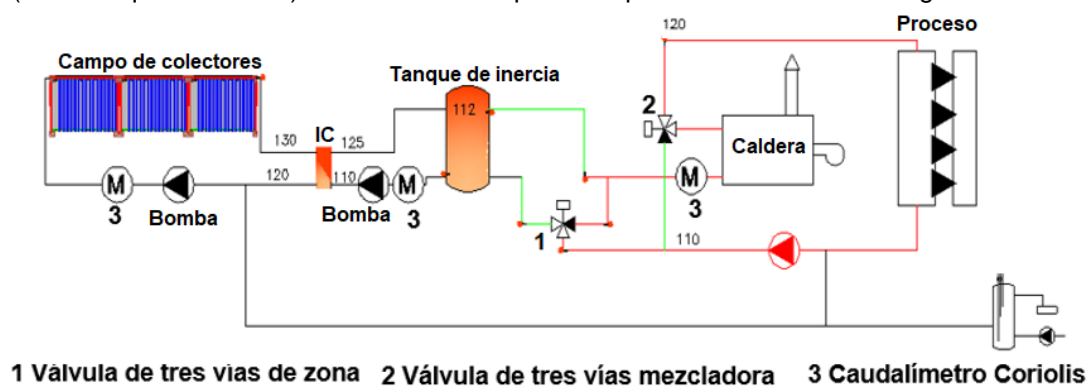 120
Proceso
Campo de colectores
Tanque de inercia
112
2
130
IC
125
Caldera
120
110
M
M
M
3
Bomba
Bomba
3
3
1
110
1 Válvula de tres vías de zona
2 Válvula de tres vías mezcladora
3 Caudalímetro Coriolis